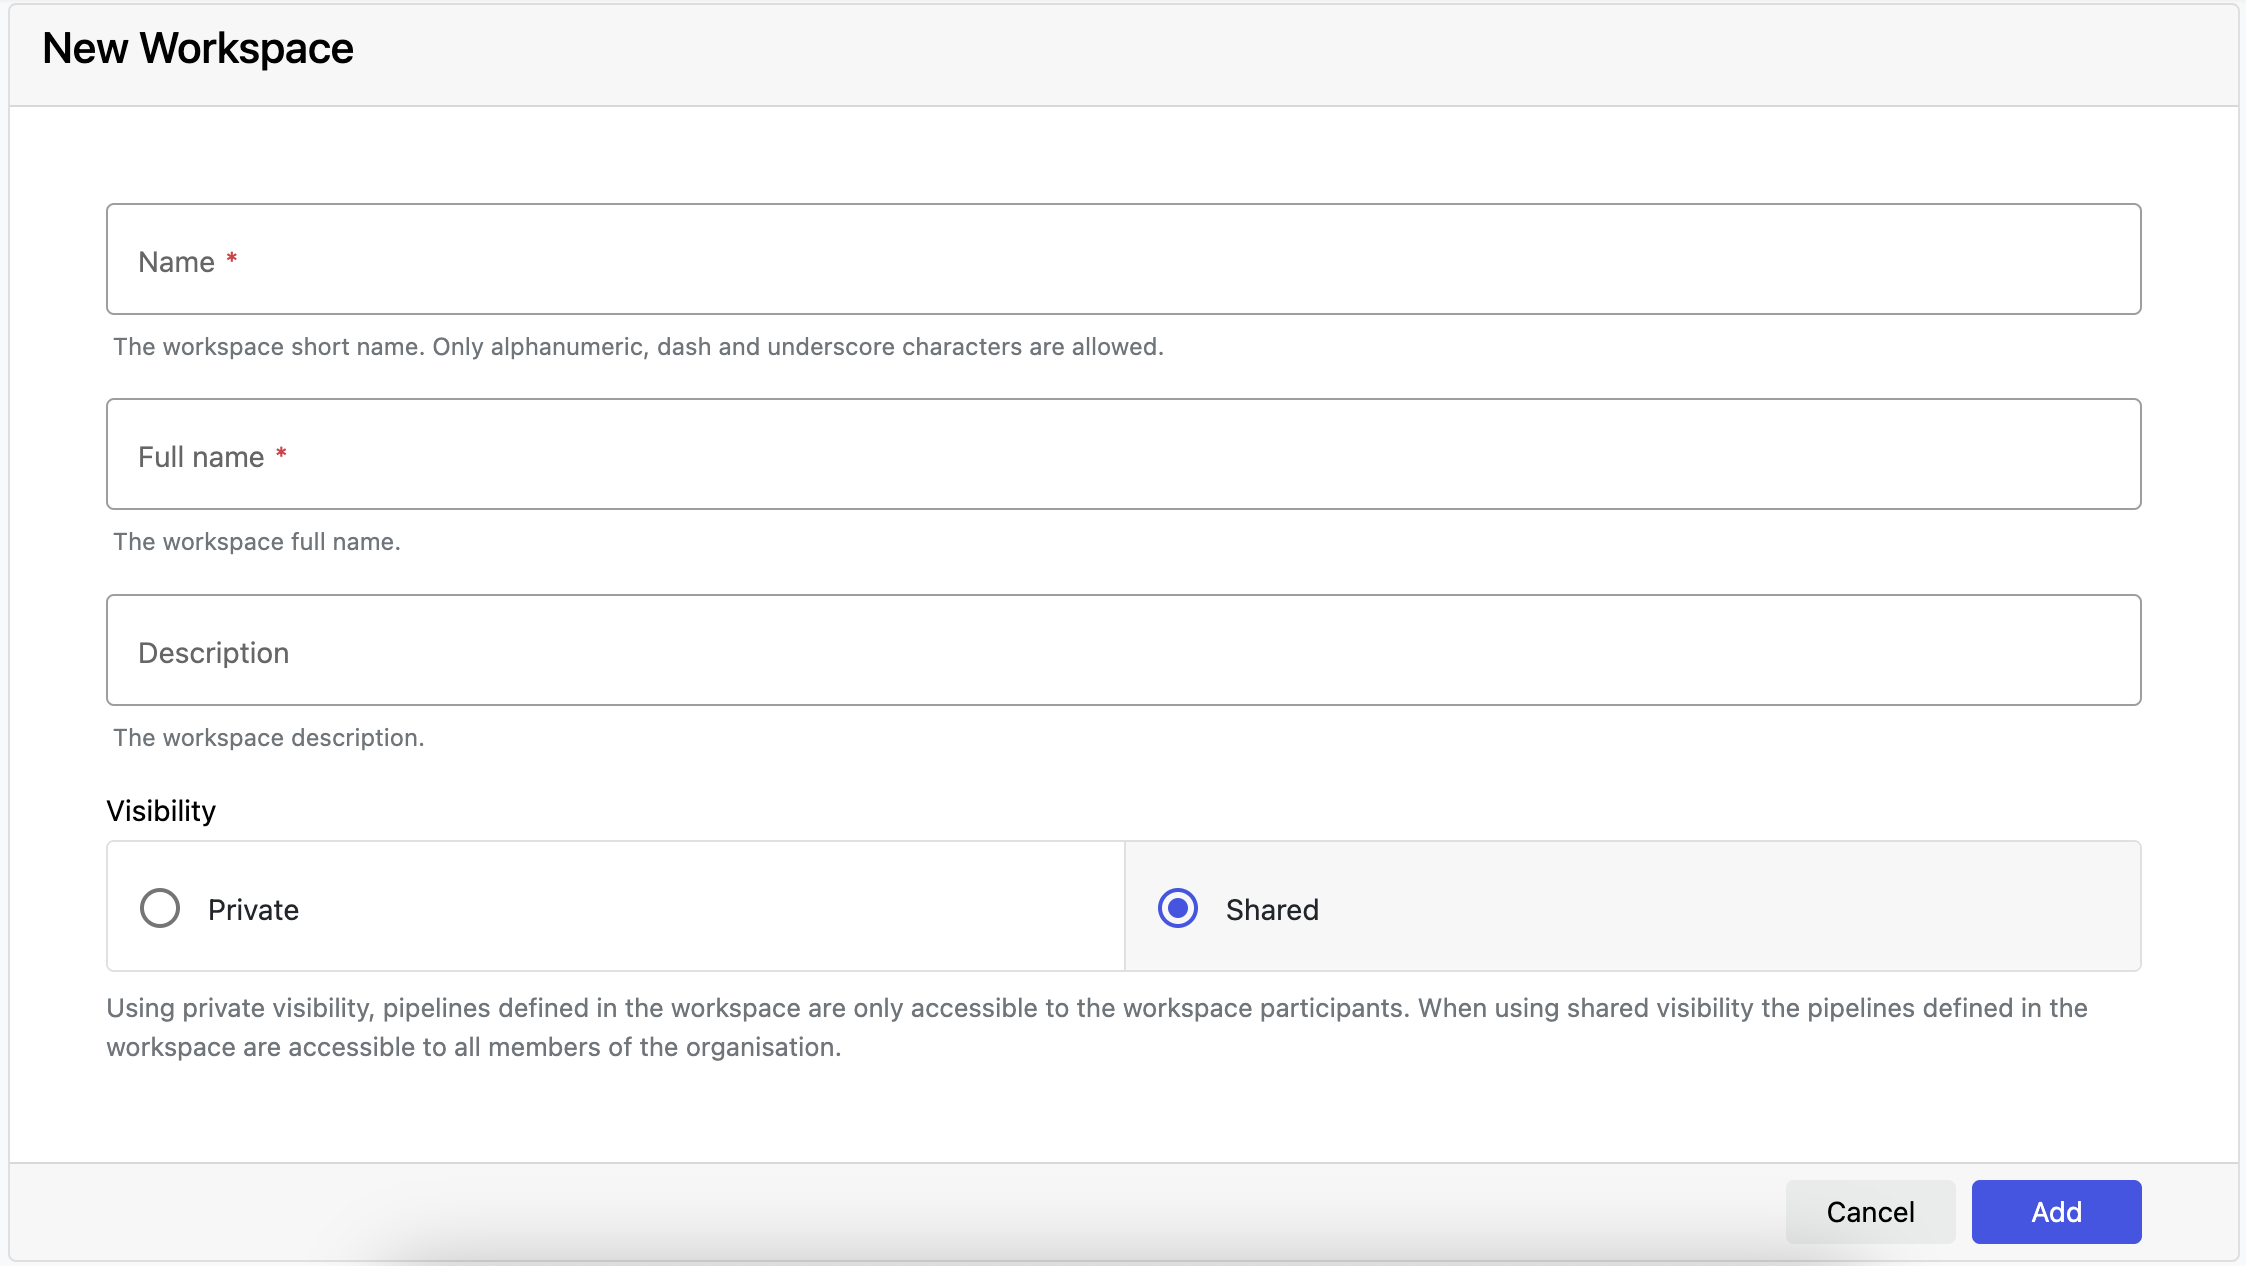 New Workspace
Name *
The workspace short name. Only alphanumeric, dash and underscore characters are allowed.
Full name *
The workspace full name.
Description
The workspace description.
Visibility
Private
Shared
Using private visibility, pipelines defined in the workspace are only accessible to the workspace participants. When using shared visibility the pipelines defined in the
workspace are accessible to all members of the organisation.
Cancel
Add